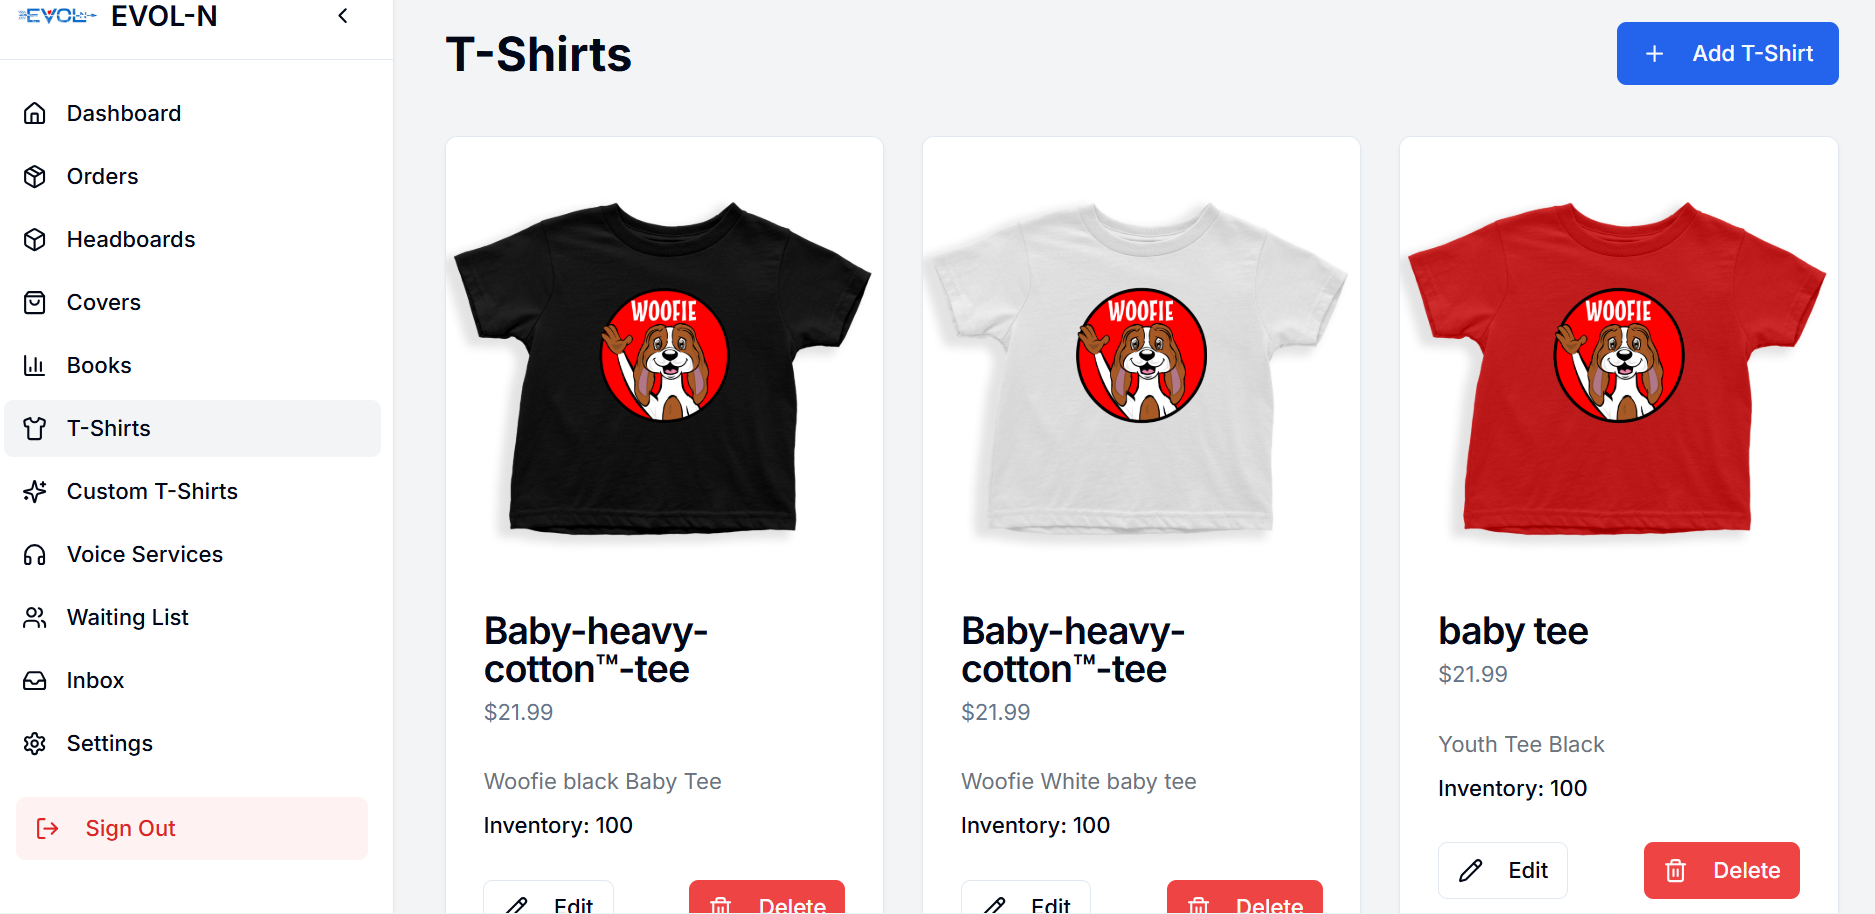 EVOL-N EVOL-N
Dashboard
Orders
Headboards
Covers
Books
T-Shirts
Custom T-Shirts
Voice Services
Waiting List
Inbox
Settings
Sign Out
T-Shirts
Add T-Shirt
WOOFIE
Baby-heavy-
cotton™-tee
$21.99
Woofie black Baby Tee
Inventory: 100
Edit Delete
WOOFIE
Baby-heavy-
cotton™-tee
$21.99
Woofie White baby tee
Inventory: 100
Edit Delete
WOOFIE
baby tee
$21.99
Youth Tee Black
Inventory: 100
Edit Delete